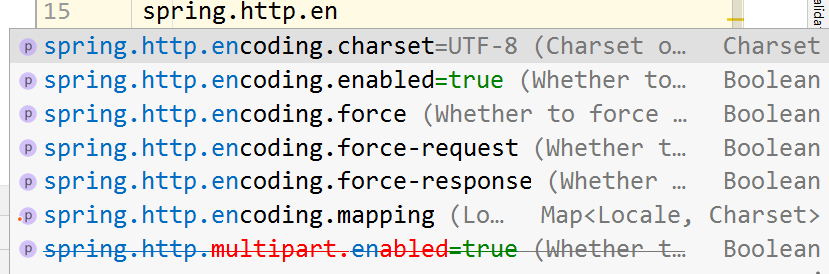 15 spring.http.en
spring.http.encoding.charset=UTF-8 (Charset o… Charset
spring.http.encoding.enabled=true (Whether to… Boolean
spring.http.encoding.force (Whether to force … Boolean
spring.http.encoding.force-request (Whether t… Boolean
spring.http.encoding.force-response (Whether … Boolean
spring.http.encoding.mapping (Lo… Map<Locale, Charset>
spring.http.multipart.enabled=true (Whether t… Boolean